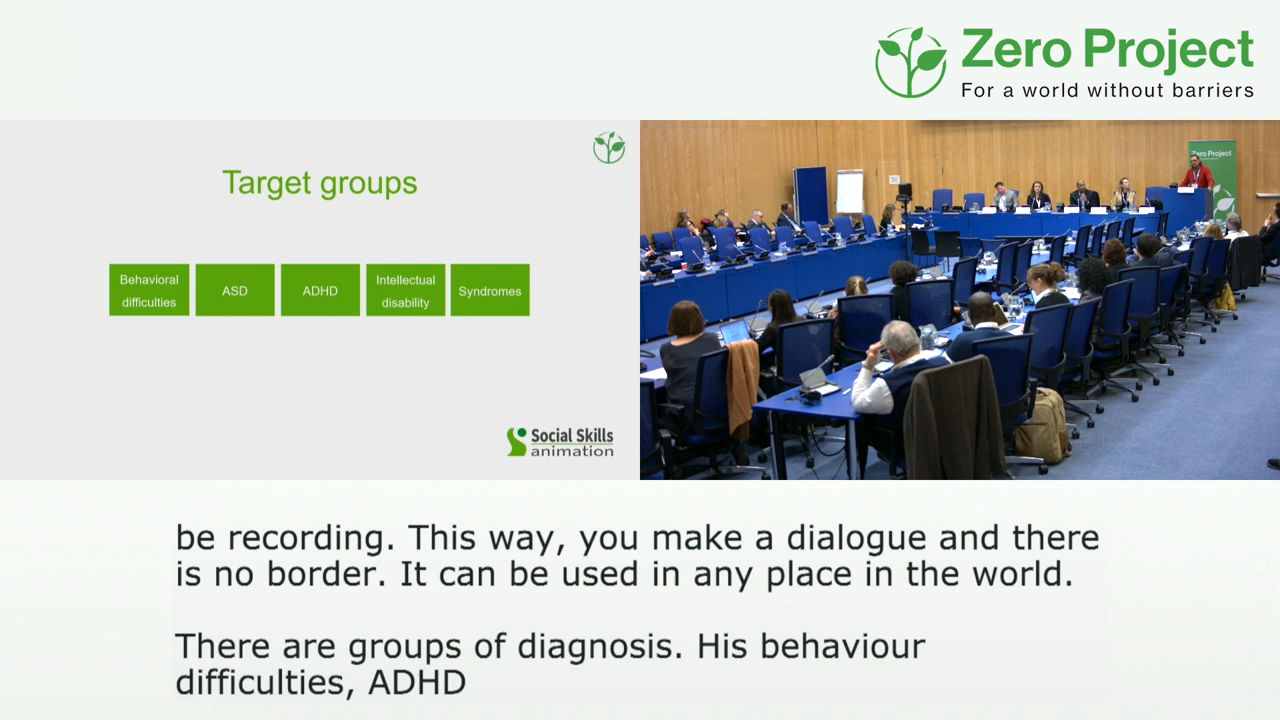 Zero Project
For a world without barriers
Target groups
Behavioral
difficulties
ASD
ADHD
Intellectual
disability
Syndromes
Social Skills
animation
Zero Project
be recording. This way, you make a dialogue and there
is no border. It can be used in any place in the world.
There are groups of diagnosis. His behaviour
difficulties, ADHD